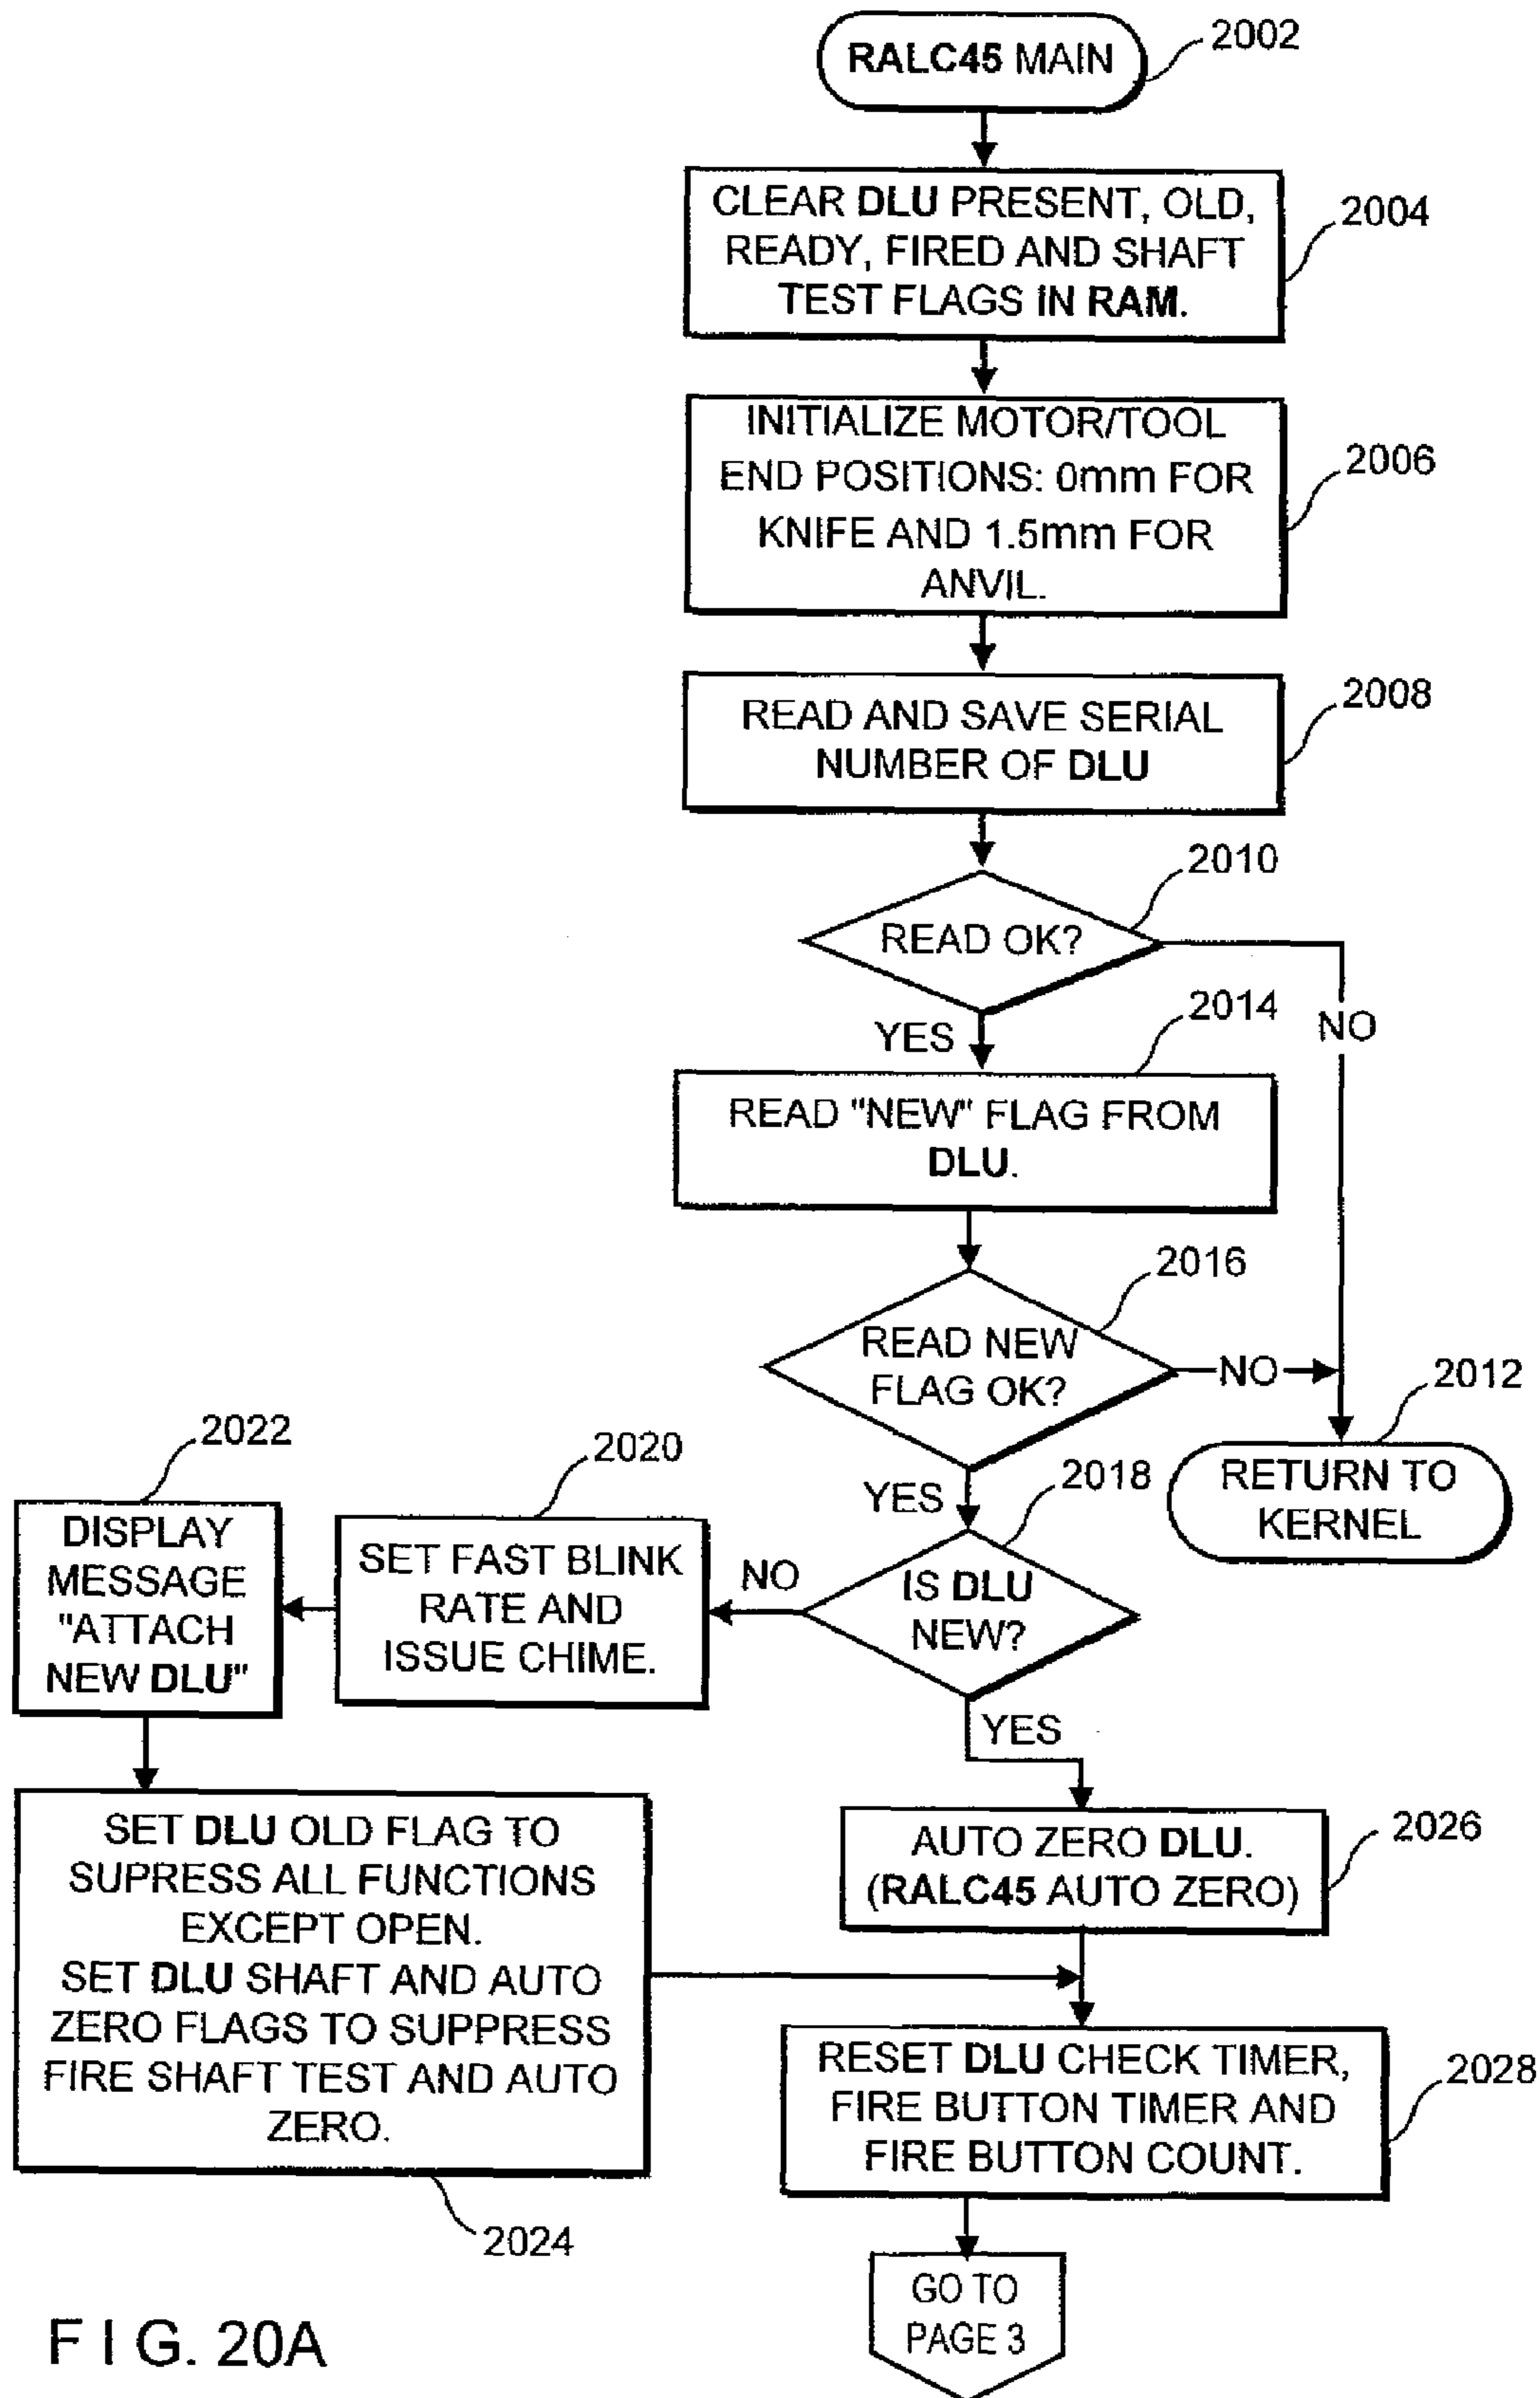 RALC45 MAIN
2002
CLEAR DLU PRESENT, OLD,
READY, FIRED AND SHAFT
TEST FLAGS IN RAM.
2004
INITIALIZE MOTOR/TOOL
END POSITIONS: 0mm FOR
KNIFE AND 1.5mm FOR
ANVIL.
2006
READ AND SAVE SERIAL
NUMBER OF DLU
2008
READ OK?
2010
YES
NO
READ "NEW" FLAG FROM
DLU.
2014
READ NEW
FLAG OK?
2016
NO
YES
RETURN TO
KERNEL
2012
IS DLU
NEW?
2018
NO
YES
SET FAST BLINK
RATE AND
ISSUE CHIME.
2020
DISPLAY
MESSAGE
"ATTACH
NEW DLU"
2022
SET DLU OLD FLAG TO
SUPRESS ALL FUNCTIONS
EXCEPT OPEN.
SET DLU SHAFT AND AUTO
ZERO FLAGS TO SUPPRESS
FIRE SHAFT TEST AND AUTO
ZERO.
2024
AUTO ZERO DLU.
(RALC45 AUTO ZERO)
2026
RESET DLU CHECK TIMER,
FIRE BUTTON TIMER AND
FIRE BUTTON COUNT.
2028
GO TO
PAGE 3
FIG. 20A